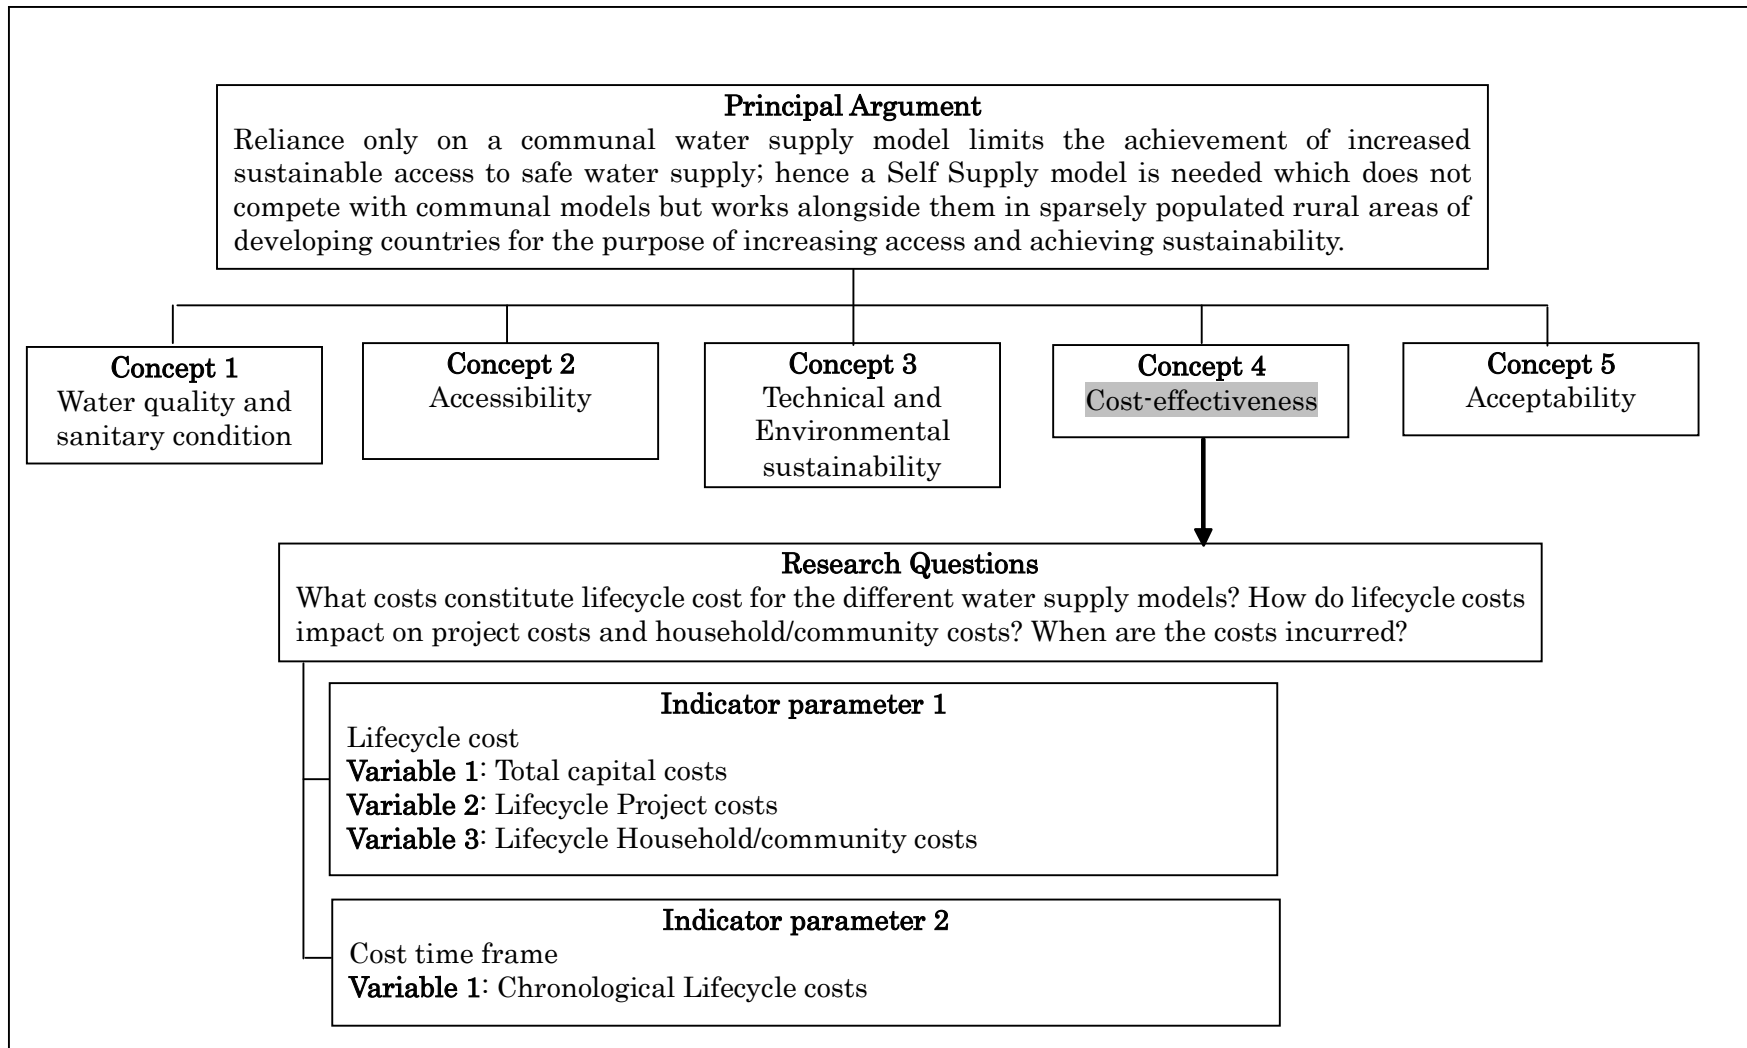 Principal Argument
Reliance only on a communal water supply model limits the achievement of increased
sustainable access to safe water supply; hence a Self Supply model is needed which does not
compete with communal models but works alongside them in sparsely populated rural areas of
developing countries for the purpose of increasing access and achieving sustainability.
Concept 1
Water quality and
sanitary condition
Concept 2
Accessibility
Concept 3
Technical and
Environmental
sustainability
Concept 4
Cost-effectiveness
Concept 5
Acceptability
Research Questions
What costs constitute lifecycle cost for the different water supply models? How do lifecycle costs
impact on project costs and household/community costs? When are the costs incurred?
Indicator parameter 1
Lifecycle cost
Variable 1: Total capital costs
Variable 2: Lifecycle Project costs
Variable 3: Lifecycle Household/community costs
Indicator parameter 2
Cost time frame
Variable 1: Chronological Lifecycle costs